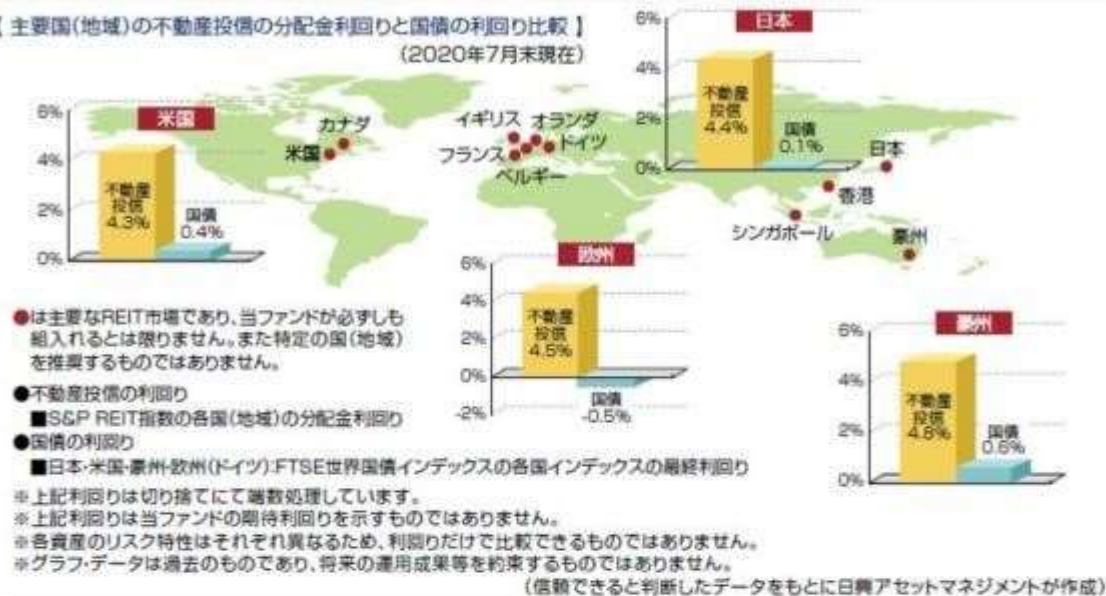 【 主要国(地域)の不動産投信の分配金利回りと国債の利回り比較 】
(2020年7月末現在)
米国
6%
4%
2%
0%
不動産
投信
4.3%
国債
0.4%
カナダ
米国
イギリス
オランダ
フランス
ドイツ
ベルギー
日本
6%
4%
2%
0%
不動産
投信
4.4%
国債
0.1%
日本
香港
シンガポール
豪州
欧州
6%
4%
2%
0%
-2%
不動産
投信
4.5%
国債
-0.5%
豪州
6%
4%
2%
0%
不動産
投信
4.8%
国債
0.6%
●は主要なREIT市場であり、当ファンドが必ずしも
組入れるとは限りません。また特定の国(地域)
を推奨するものではありません。
●不動産投信の利回り
■S&P REIT指数の各国(地域)の分配金利回り
●国債の利回り
■日本・米国・豪州・欧州(ドイツ):FTSE世界国債インデックスの各国インデックスの最終利回り
※上記利回りは切り捨てにて端数処理しています。
※上記利回りは当ファンドの期待利回りを示すものではありません。
※各資産のリスク特性はそれぞれ異なるため、利回りだけで比較できるものではありません。
※グラフ・データは過去のものであり、将来の運用成果等を約束するものではありません。
(信頼できると判断したデータをもとに日興アセットマネジメントが作成)